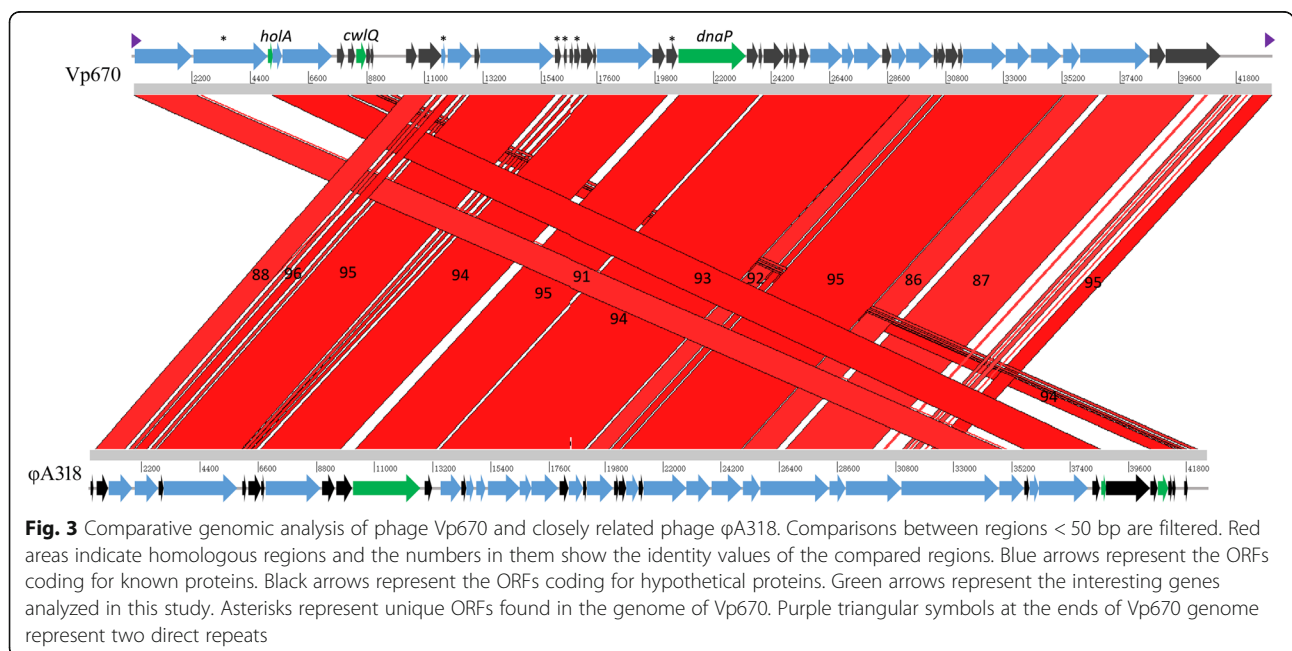 * holA cwlQ * ** * * dnaP
Vp670
2200 4400 6600 8800 11000 13200 15400 17600 19800 22000 24200 26400 28600 30800 33000 35200 37400 39600 41800
88 96 95 94 95 91 94 93 92 95 86 87 95
94
φA318
2200 4400 6600 8800 11000 13200 15400 17600 19800 22000 24200 26400 28600 30800 33000 35200 37400 39600 41800
Fig. 3 Comparative genomic analysis of phage Vp670 and closely related phage φA318. Comparisons between regions < 50 bp are filtered. Red
areas indicate homologous regions and the numbers in them show the identity values of the compared regions. Blue arrows represent the ORFs
coding for known proteins. Black arrows represent the ORFs coding for hypothetical proteins. Green arrows represent the interesting genes
analyzed in this study. Asterisks represent unique ORFs found in the genome of Vp670. Purple triangular symbols at the ends of Vp670 genome
represent two direct repeats